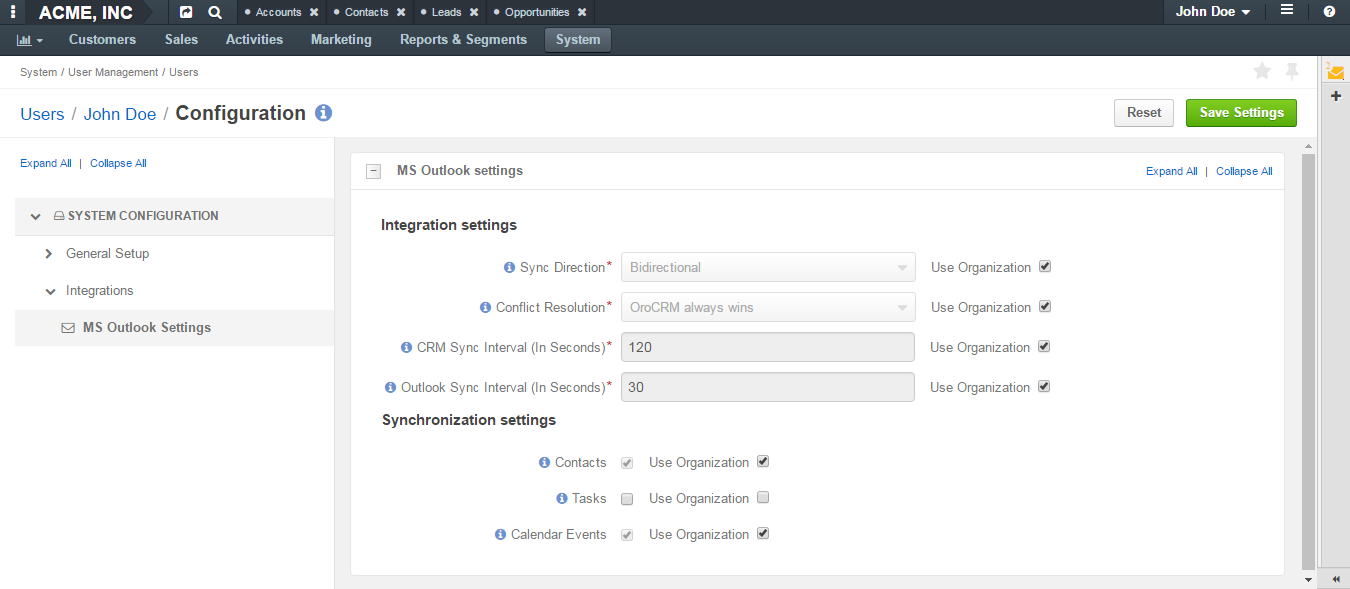 ACME, INC Accounts Contacts Leads Opportunities John Doe
Customers Sales Activities Marketing Reports & Segments System
System / User Management / Users
Users / John Doe / Configuration Reset Save Settings
Expand All | Collapse All
MS Outlook settings Expand All | Collapse All
SYSTEM CONFIGURATION
General Setup
Integrations
MS Outlook Settings
Integration settings
Sync Direction* Bidirectional Use Organization
Conflict Resolution* OroCRM always wins Use Organization
CRM Sync Interval (In Seconds)* 120 Use Organization
Outlook Sync Interval (In Seconds)* 30 Use Organization
Synchronization settings
Contacts Use Organization
Tasks Use Organization
Calendar Events Use Organization